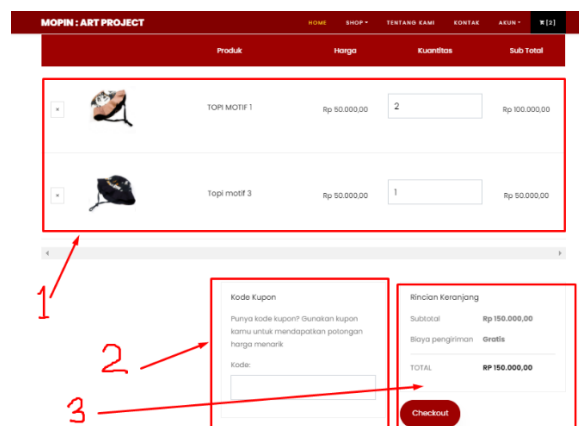 MOPIN : ART PROJECT HOME SHOP TENTANG KAMI KONTAK AKUN [2]
Produk Harga Kuantitas Sub Total
x TOPI MOTIF 1 Rp 50.000,00 2 Rp 100.000,00
x Topi motif 3 Rp 50.000,00 1 Rp 50.000,00
1
Kode Kupon
Punya kode kupon? Gunakan kupon
kamu untuk mendapatkan potongan
harga menarik
Kode:
2
3
Rincian Keranjang
Subtotal Rp 150.000,00
Biaya pengiriman Gratis
TOTAL RP 150.000,00
Checkout